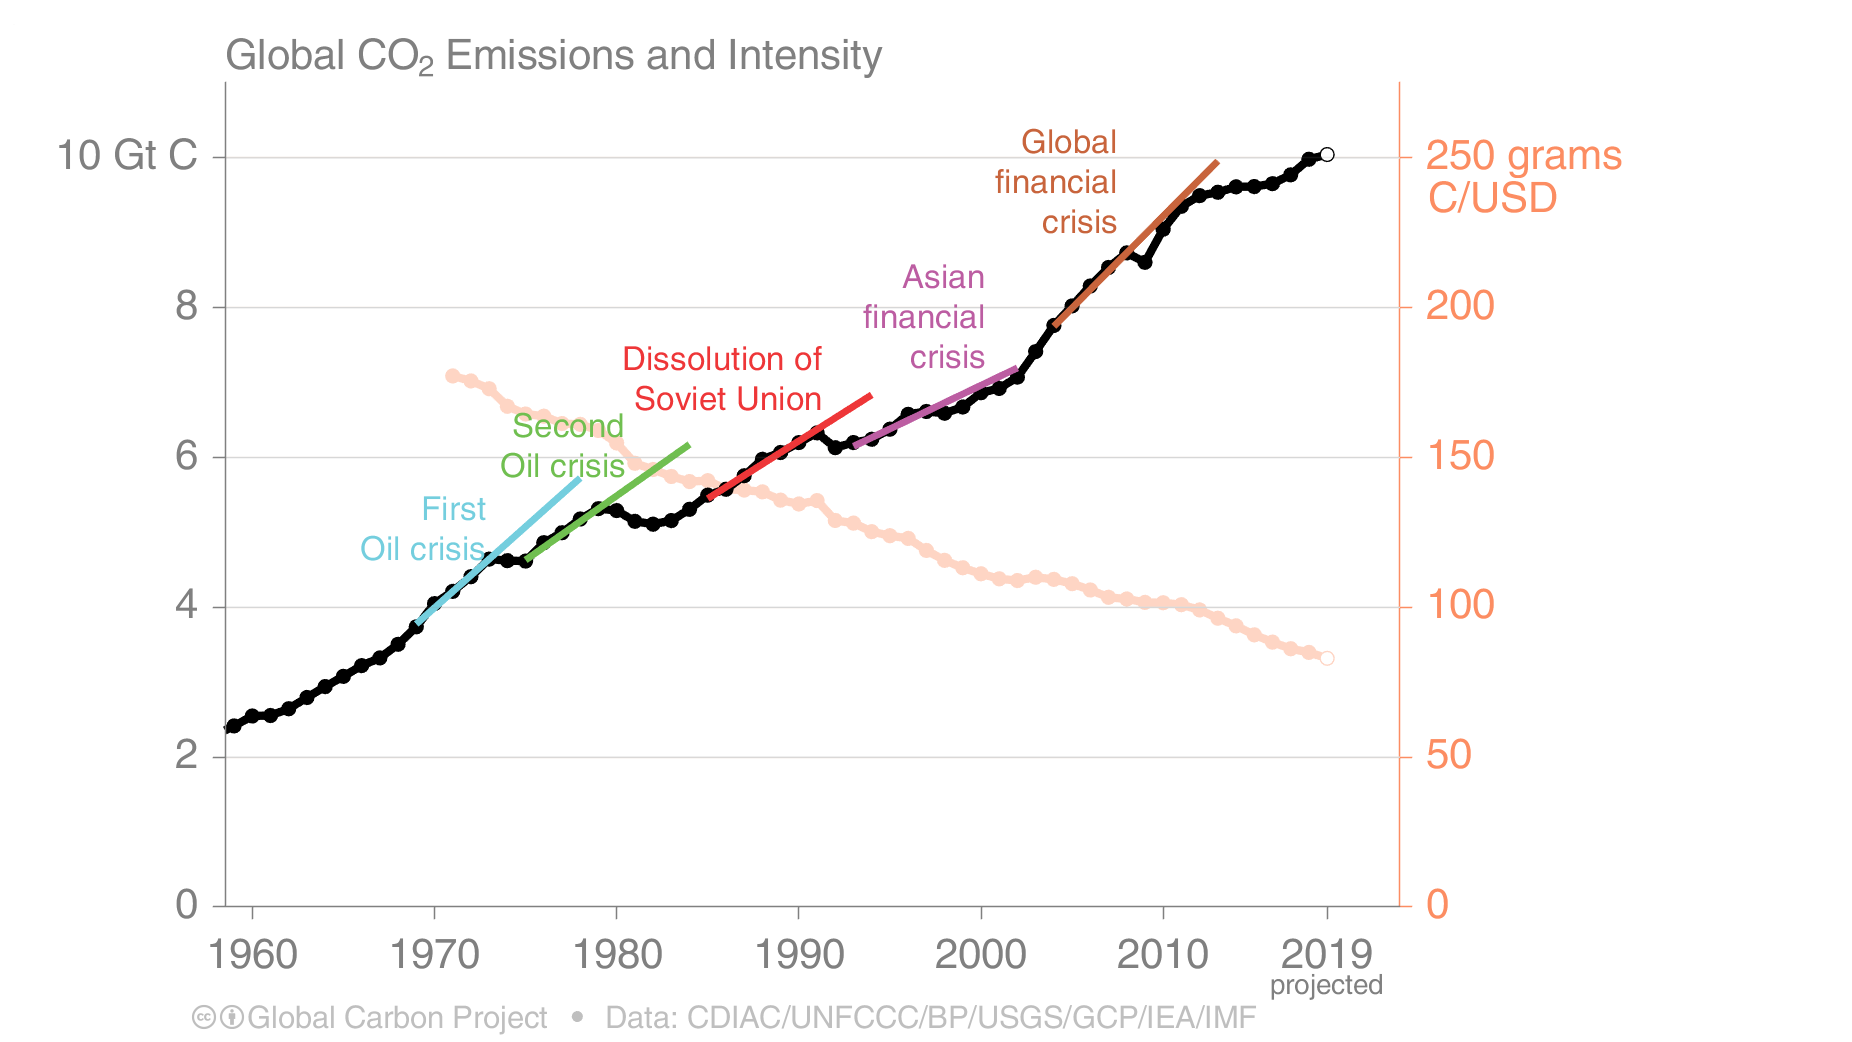 Global CO₂ Emissions and Intensity
10 Gt C
8
6
4
2
0
250 grams
C/USD
200
150
100
50
0
Global
financial
crisis
Asian
financial
crisis
Dissolution of
Soviet Union
Second
Oil crisis
First
Oil crisis
1960 1970 1980 1990 2000 2010 2019
projected
cc Global Carbon Project • Data: CDIAC/UNFCCC/BP/USGS/GCP/IEA/IMF